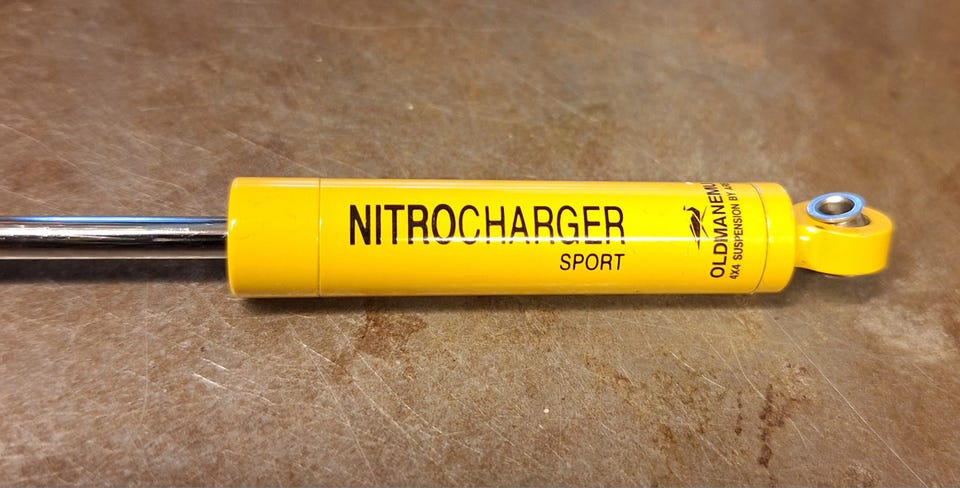 NITROCHARGER
SPORT
OLDMANEMU
4X4 SUSPENSION BY